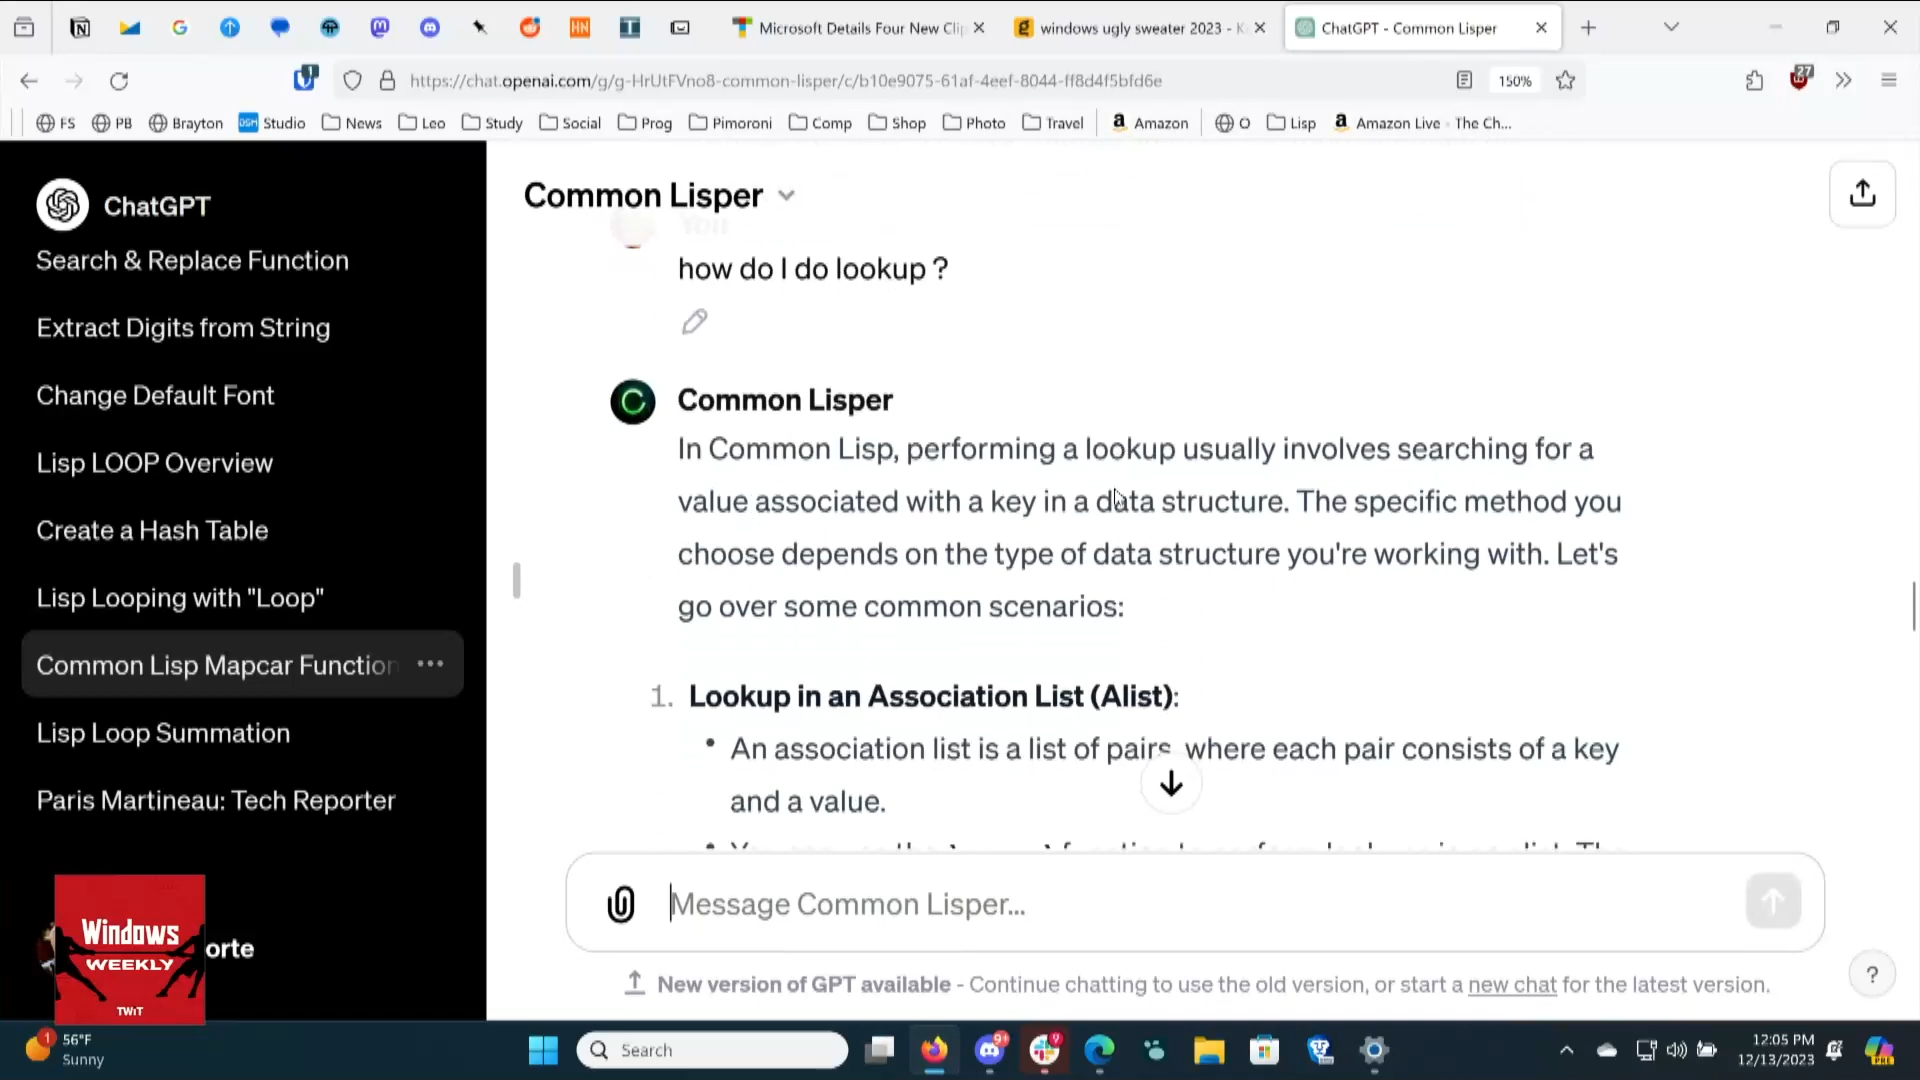 Microsoft Details Four New Cli
windows ugly sweater 2023 - K
ChatGPT - Common Lisper
https://chat.openai.com/g/g-HrUtFVno8-common-lisper/c/b10e9075-61af-4eef-8044-ff8d4f5bfd6e
150%
27
FS
PB
Brayton
DSM
Studio
News
Leo
Study
Social
Prog
Pimoroni
Comp
Shop
Photo
Travel
Amazon
O
Lisp
Amazon Live - The Ch...
ChatGPT
Search & Replace Function
Extract Digits from String
Change Default Font
Lisp LOOP Overview
Create a Hash Table
Lisp Looping with "Loop"
Common Lisp Mapcar Function
Lisp Loop Summation
Paris Martineau: Tech Reporter
orte
Windows
WEEKLY
TWiT
Common Lisper
You
how do I do lookup ?
Common Lisper
In Common Lisp, performing a lookup usually involves searching for a
value associated with a key in a data structure. The specific method you
choose depends on the type of data structure you're working with. Let's
go over some common scenarios:
1. Lookup in an Association List (Alist):
• An association list is a list of pairs where each pair consists of a key
and a value.
Message Common Lisper...
?
New version of GPT available - Continue chatting to use the old version, or start a new chat for the latest version.
1
56°F
Sunny
Search
9+
9
12:05 PM
12/13/2023
PRE